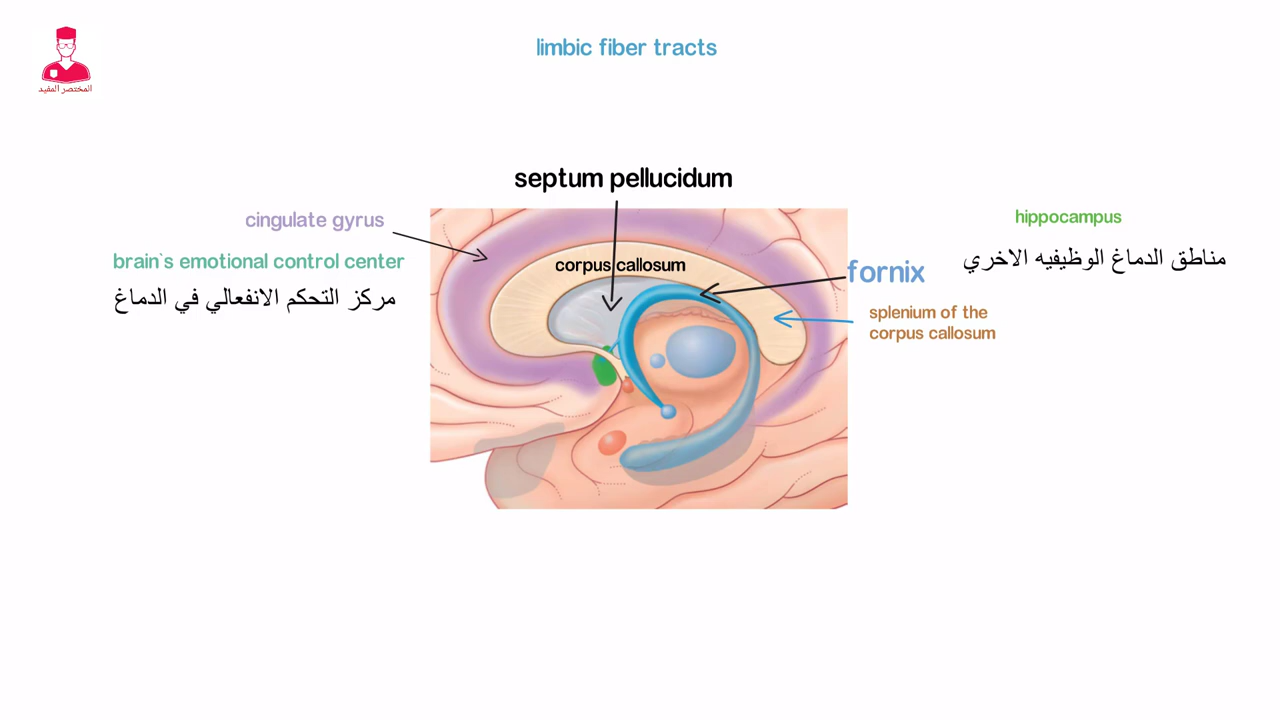 المختصر المفيد
limbic fiber tracts
septum pellucidum
cingulate gyrus
brain`s emotional control center
مركز التحكم الانفعالي في الدماغ
corpus callosum
hippocampus
مناطق الدماغ الوظيفيه الاخري
fornix
splenium of the
corpus callosum